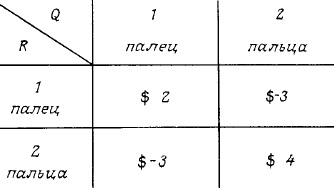 Q 1 2
R палец пальца
1 $ 2 $-3
палец
2 $-3 $ 4
пальца